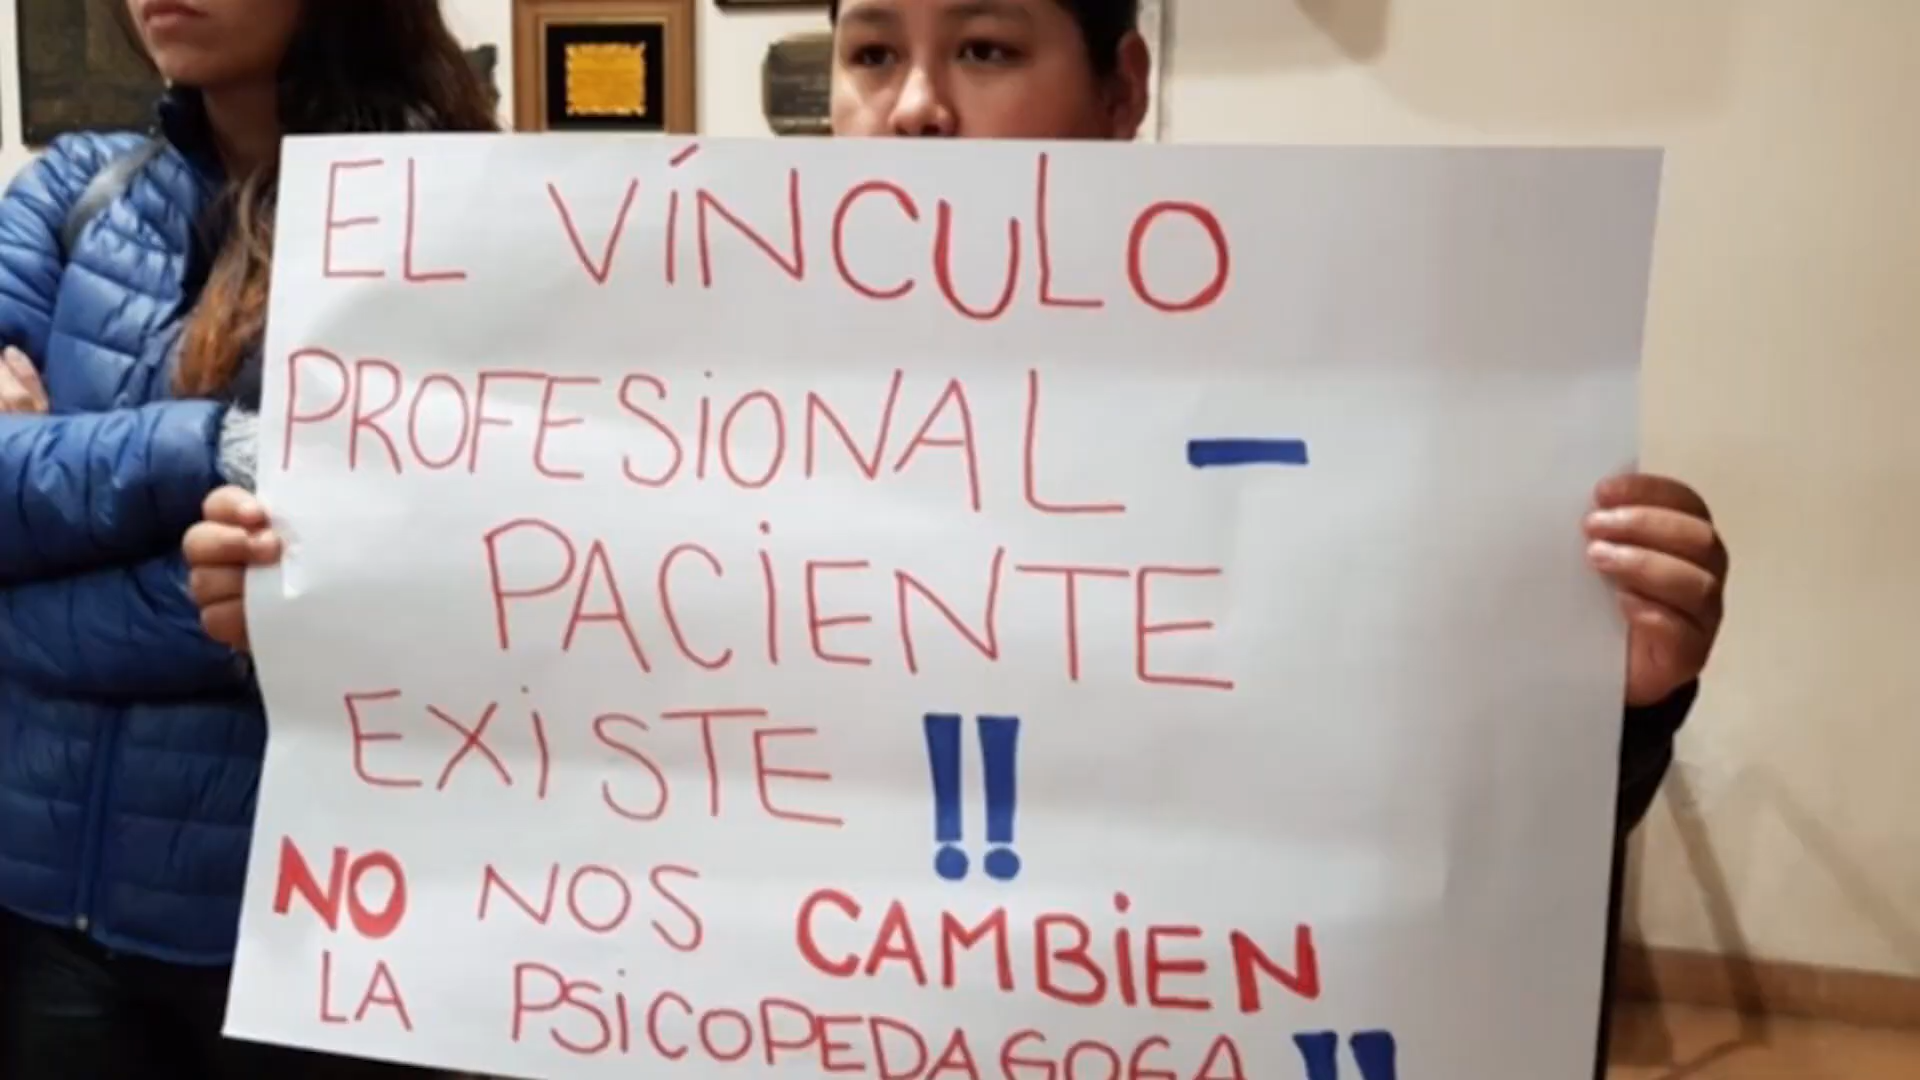 EL VÍNCULO
PROFESIONAL -
PACIENTE
EXISTE !!
NO NOS CAMBIEN
LA PSICOPEDAGOGA !!